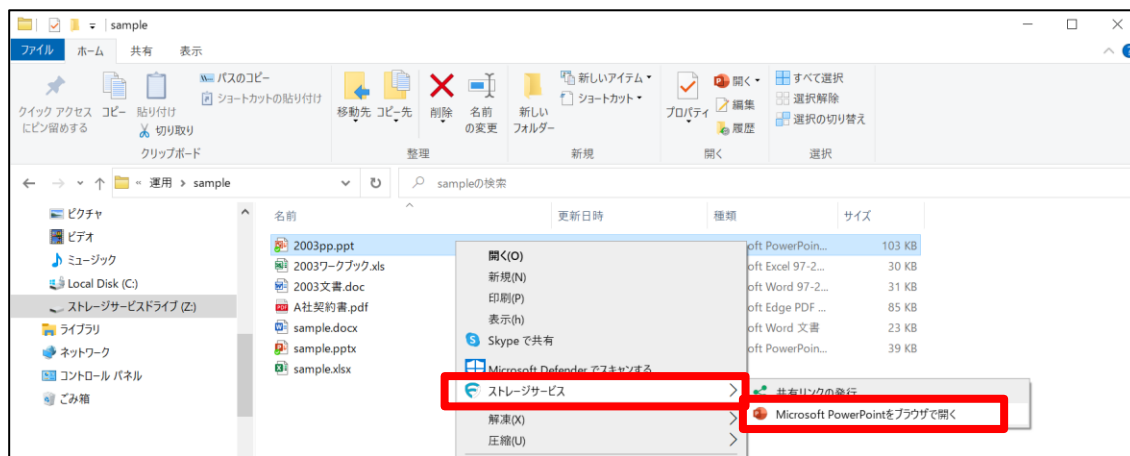 sample
ファイル ホーム 共有 表示
クイック アクセス
にピン留めする
コピー
貼り付け
パスのコピー
ショートカットの貼り付け
切り取り
クリップボード
移動先 コピー先
削除
名前
の変更
整理
新しい
フォルダー
新しいアイテム
ショートカット
新規
プロパティ
開く
編集
履歴
開く
すべて選択
選択解除
選択の切り替え
選択
« 運用 › sample
sampleの検索
ピクチャ
ビデオ
ミュージック
Local Disk (C:)
ストレージサービスドライブ (Z:)
ライブラリ
ネットワーク
コントロール パネル
ごみ箱
名前 更新日時 種類 サイズ
2003pp.ppt oft PowerPoin... 103 KB
2003ワークブック.xls oft Excel 97-2... 30 KB
2003文書.doc oft Word 97-2... 31 KB
A社契約書.pdf oft Edge PDF ... 85 KB
sample.docx oft Word 文書 23 KB
sample.pptx oft PowerPoin... 39 KB
sample.xlsx
開く(O)
新規(N)
印刷(P)
表示(h)
Skype で共有
Microsoft Defender でスキャンする
ストレージサービス
解凍(X)
圧縮(U)
共有リンクの発行
Microsoft PowerPointをブラウザで開く